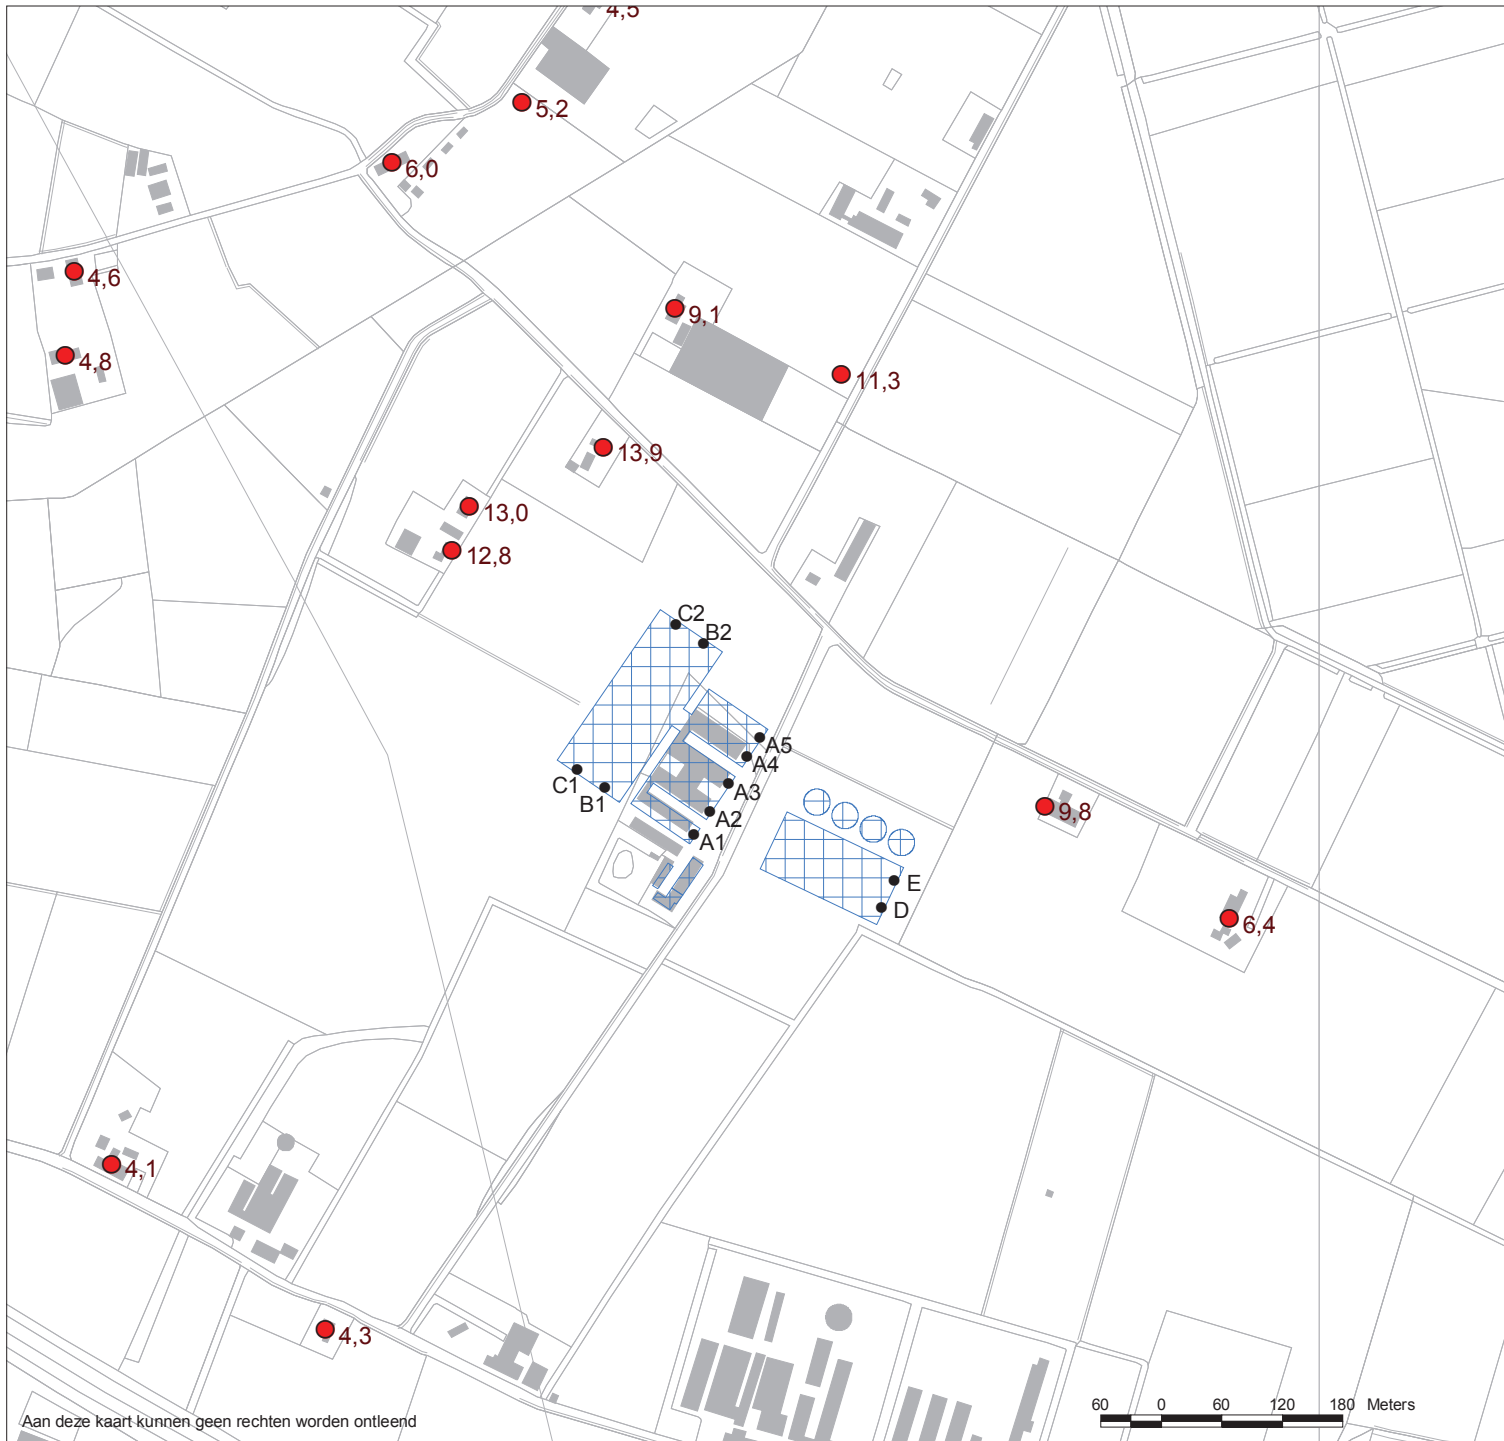 4,5
5,2
6,0
4,6
9,1
4,8
11,3
13,9
13,0
12,8
C2
B2
A5
A4
C1
A3
B1
9,8
A2
A1
E
D
6,4
4,1
4,3
60 0 60 120 180 Meters
Aan deze kaart kunnen geen rechten worden ontleend